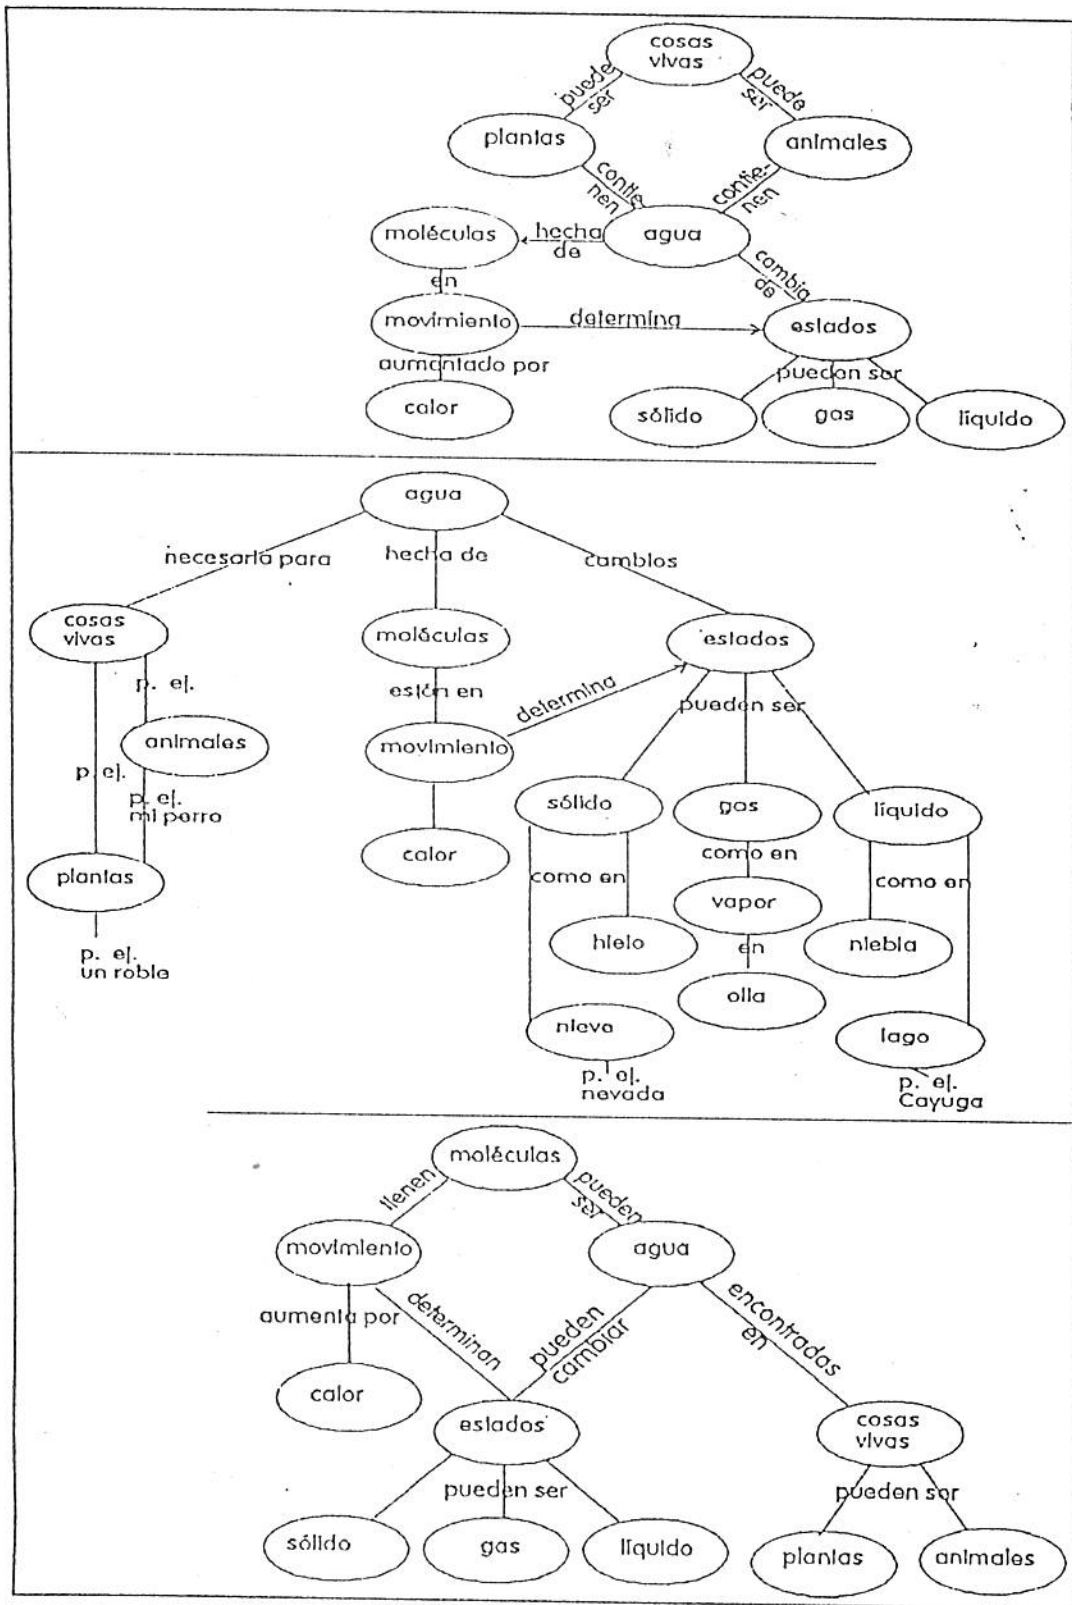 cosas
vivas
puede
ser
puede
ser
plantas
animales
contie
nen
contie-
nen
moléculas
hecha
de
agua
en
cambia
de
movimiento
determina
estados
aumentado por
pueden ser
calor
sólido
gas
líquido
agua
necesaria para
hecha de
cambios
cosas
vivas
moléculas
estados
p. ej.
están en
determina
pueden ser
animales
movimiento
p. ej.
p. ej.
mi perro
sólido
gas
líquido
plantas
calor
como en
como en
como en
vapor
p. ej.
un roble
hielo
en
niebla
olla
nieve
lago
p. ej.
nevada
p. ej.
Cayuga
moléculas
tienen
pueden
ser
movimiento
agua
aumenta por
determinan
pueden
cambiar
encontradas
en
calor
estados
cosas
vivas
pueden ser
pueden ser
sólido
gas
líquido
plantas
animales